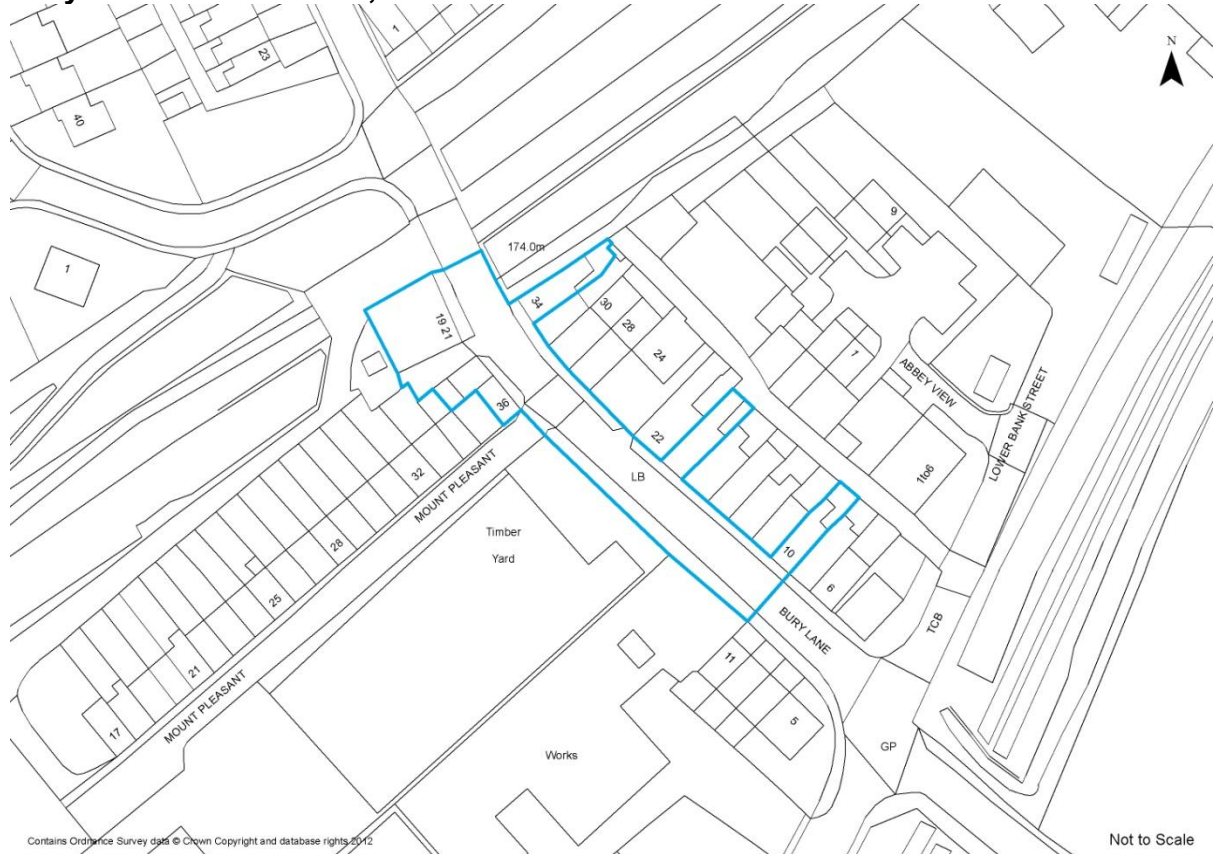 1
23
40
N
9
174.0m
1
34
30
28
24
1
19 21
ABBEY VIEW
LOWER BANK STREET
36
22
1to6
32
MOUNT PLEASANT
LB
Timber
Yard
28
10
6
25
BURY LANE
TCB
21
11
17
MOUNT PLEASANT
5
GP
Works
Contains Ordnance Survey data © Crown Copyright and database rights 2012
Not to Scale